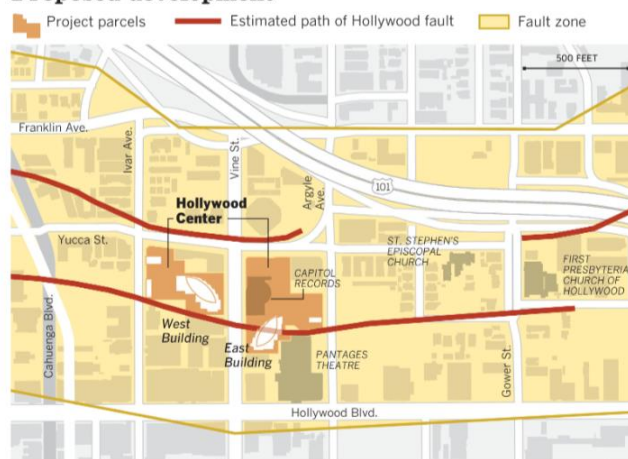 Proposed development
Project parcels
Estimated path of Hollywood fault
Fault zone
500 FEET
Franklin Ave.
Ivar Ave.
Vine St.
Argyle
Ave.
101
Hollywood
Center
Yucca St.
ST. STEPHEN'S
EPISCOPAL
CHURCH
CAPITOL
RECORDS
FIRST
PRESBYTERIA
CHURCH OF
HOLLYWOOD
Cahuenga Blvd.
West
Building
East
Building
PANTAGES
THEATRE
Gower St.
Hollywood Blvd.